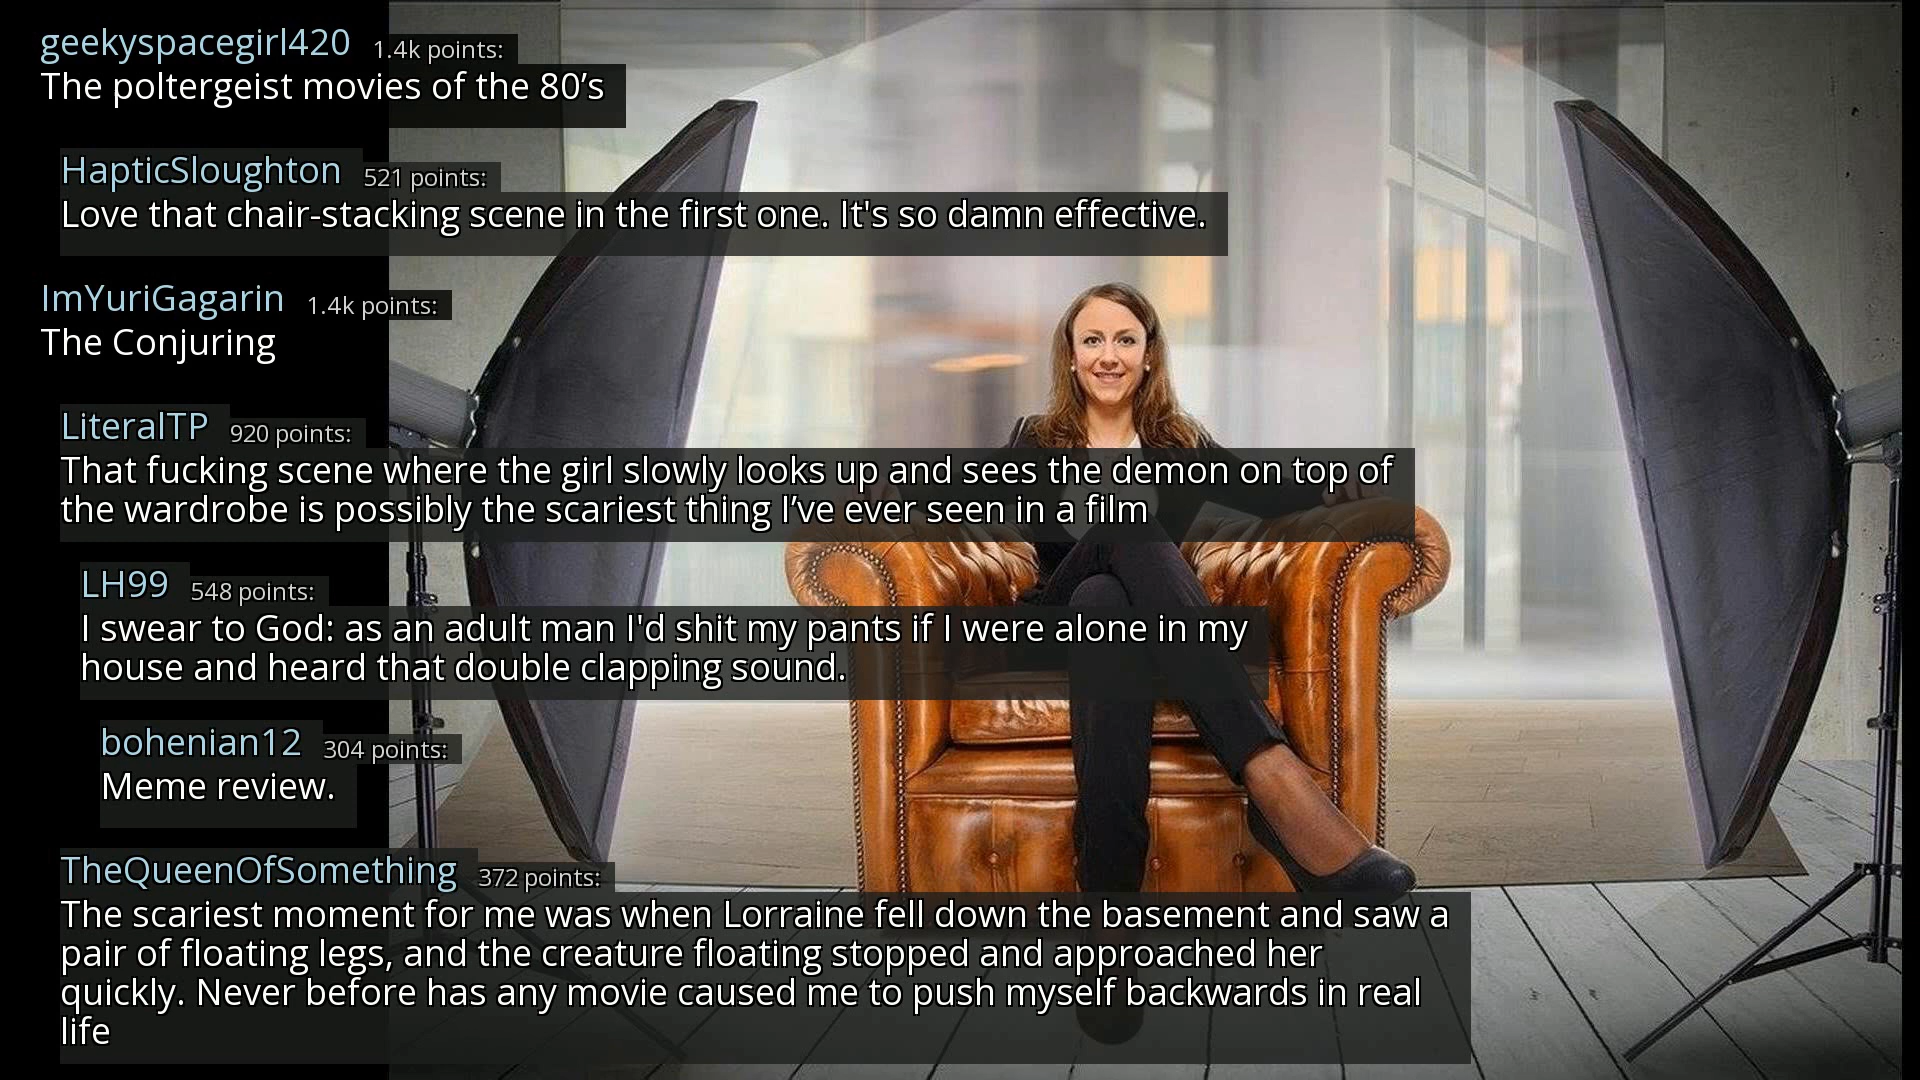 geekyspacegirl420 1.4k points:
The poltergeist movies of the 80’s
HapticSloughton 521 points:
Love that chair-stacking scene in the first one. It's so damn effective.
ImYuriGagarin 1.4k points:
The Conjuring
LiteralTP 920 points:
That fucking scene where the girl slowly looks up and sees the demon on top of
the wardrobe is possibly the scariest thing I’ve ever seen in a film
LH99 548 points:
I swear to God: as an adult man I'd shit my pants if I were alone in my
house and heard that double clapping sound.
bohenian12 304 points:
Meme review.
TheQueenOfSomething 372 points:
The scariest moment for me was when Lorraine fell down the basement and saw a
pair of floating legs, and the creature floating stopped and approached her
quickly. Never before has any movie caused me to push myself backwards in real
life